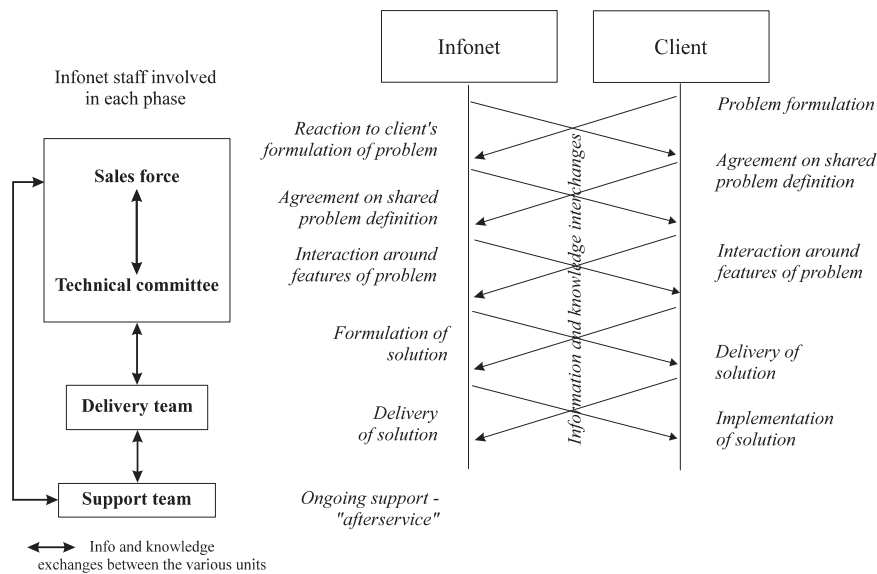 Infonet
Client
Infonet staff involved
in each phase
Sales force
Technical committee
Delivery team
Support team
Info and knowledge
exchanges between the various units
Reaction to client's
formulation of problem
Agreement on shared
problem definition
Interaction around
features of problem
Formulation of
solution
Delivery
of solution
Ongoing support -
"afterservice"
Information and knowledge interchanges
Problem formulation
Agreement on shared
problem definition
Interaction around
features of problem
Delivery of
solution
Implementation
of solution